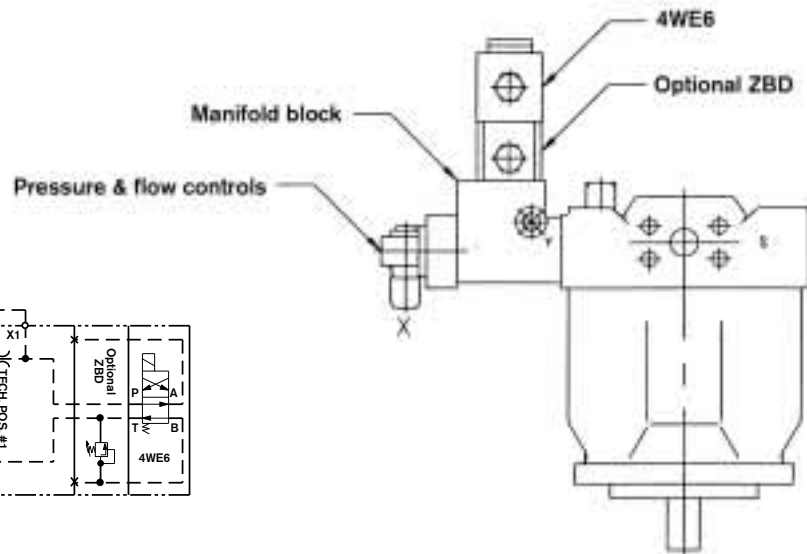 4WE6
Optional ZBD
Manifold block
Pressure & flow controls
X
Y
S
X1
TECH. POS. #1
Optional
ZBD
P
A
T
B
4WE6